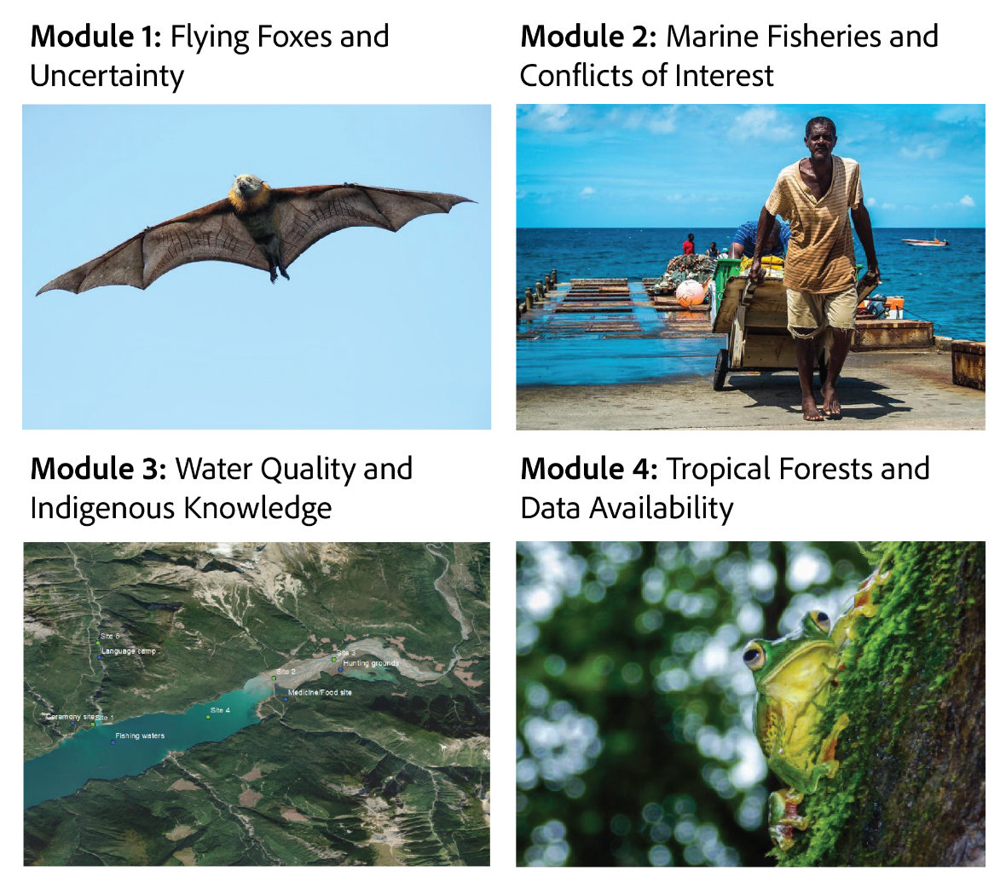 Module 1: Flying Foxes and
Uncertainty
Module 2: Marine Fisheries and
Conflicts of Interest
Module 3: Water Quality and
Indigenous Knowledge
Module 4: Tropical Forests and
Data Availability
Site 5
Language camp
Site 3
Hunting grounds
Site 2
Medicine/Food site
Site 4
Ceremony site
Site 1
Fishing waters